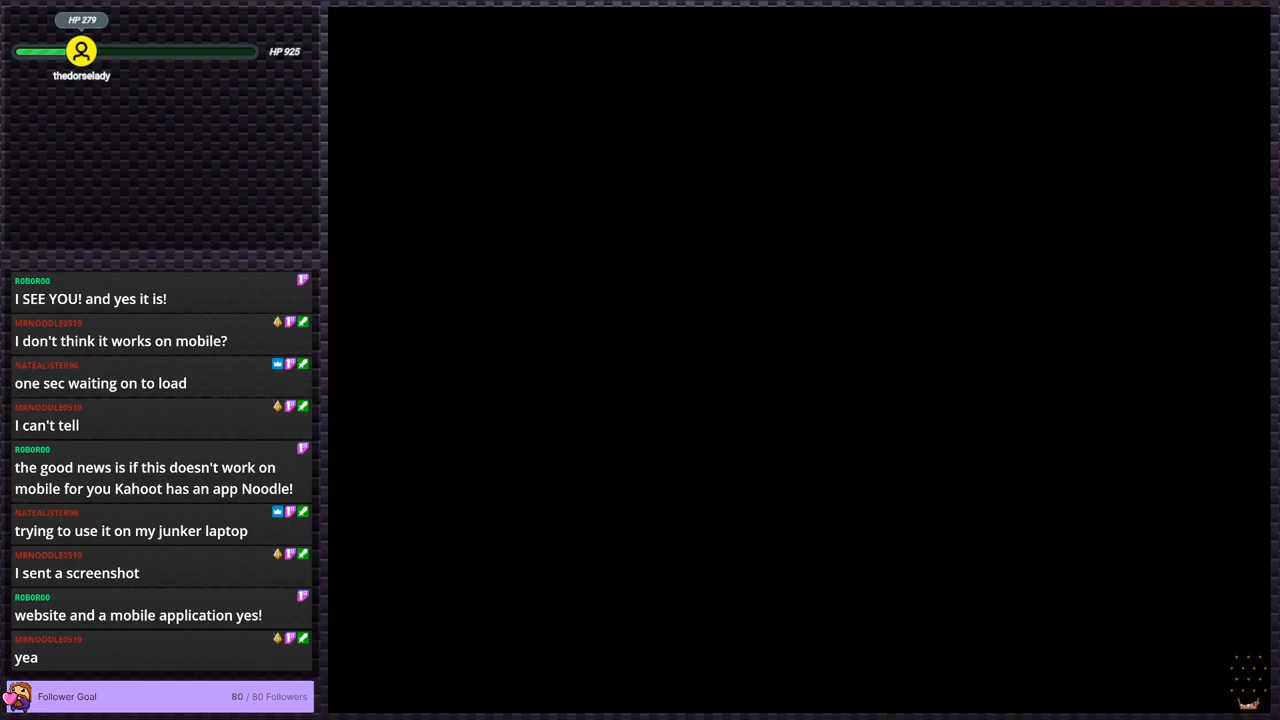 HP 279
HP 925
thedorselady
R0B0R00
I SEE YOU! and yes it is!
MRNOODLE0519
I don't think it works on mobile?
NATEALISTER96
one sec waiting on to load
MRNOODLE0519
I can't tell
R0B0R00
the good news is if this doesn't work on
mobile for you Kahoot has an app Noodle!
NATEALISTER96
trying to use it on my junker laptop
MRNOODLE0519
I sent a screenshot
R0B0R00
website and a mobile application yes!
MRNOODLE0519
yea
Follower Goal
80 / 80 Followers